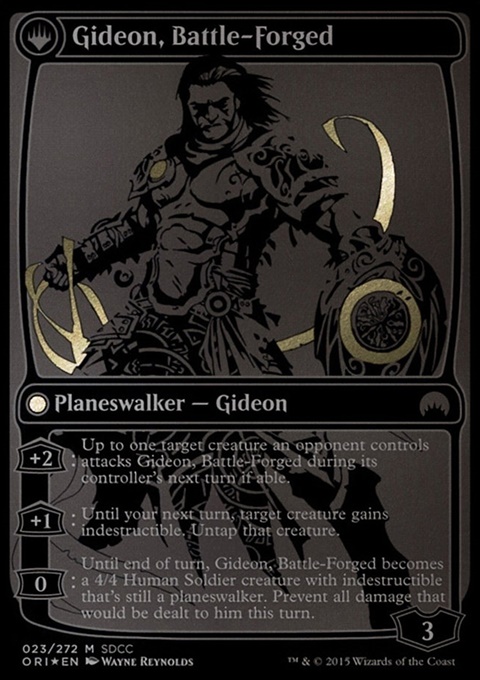 Gideon, Battle-Forged
Planeswalker — Gideon
+2 : Up to one target creature an opponent controls
attacks Gideon, Battle-Forged during its
controller's next turn if able.
+1 : Until your next turn, target creature gains
indestructible. Untap that creature.
0 : Until end of turn, Gideon, Battle-Forged becomes
a 4/4 Human Soldier creature with indestructible
that's still a planeswalker. Prevent all damage that
would be dealt to him this turn.
3
023/272 M SDCC
ORI★EN Wayne Reynolds
™ & © 2015 Wizards of the Coast